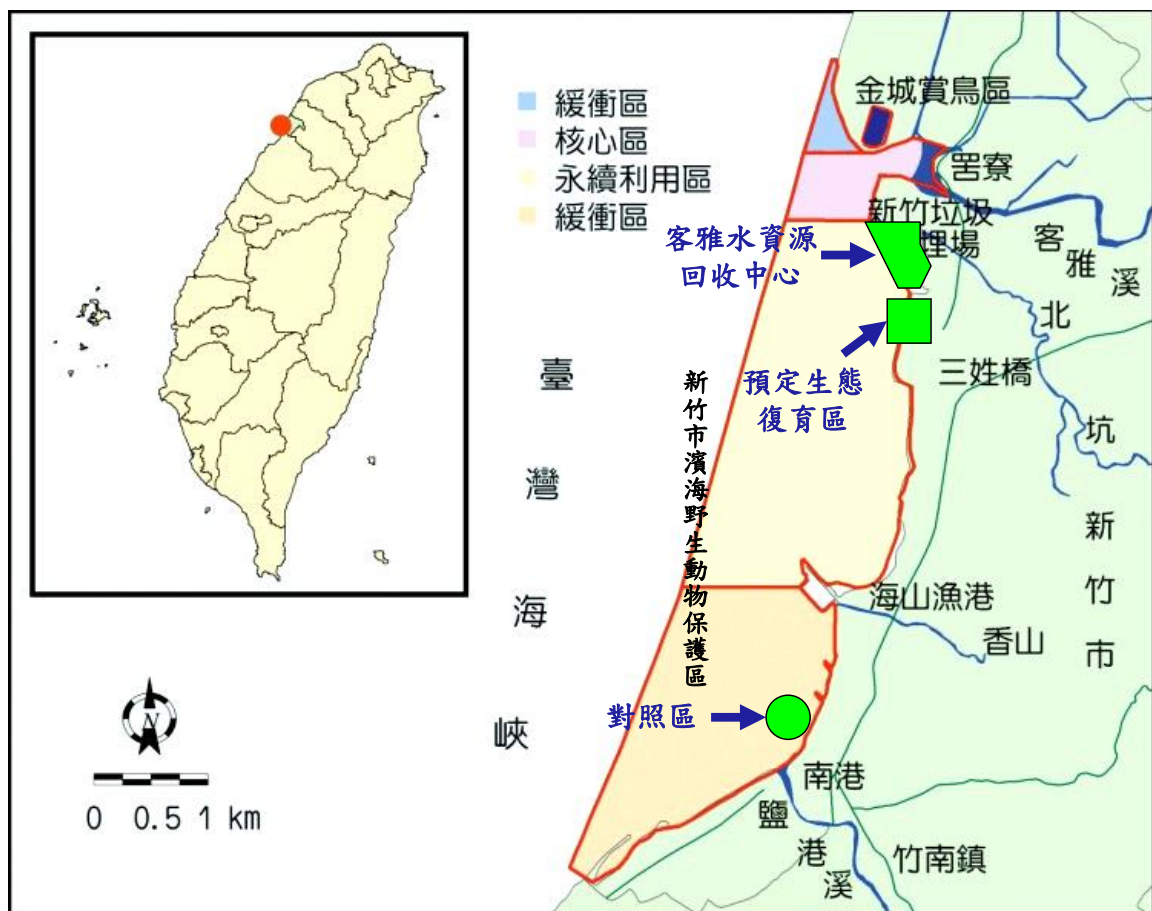 緩衝區
核心區
永續利用區
緩衝區
金城賞鳥區
罟寮
新竹垃圾
埋場
客雅溪
客雅水資源
回收中心
北坑
三姓橋
預定生態
復育區
臺灣海峽
新竹市濱海野生動物保護區
新竹市
海山漁港
香山
對照區
南港
鹽港溪
竹南鎮
N
0 0.5 1 km